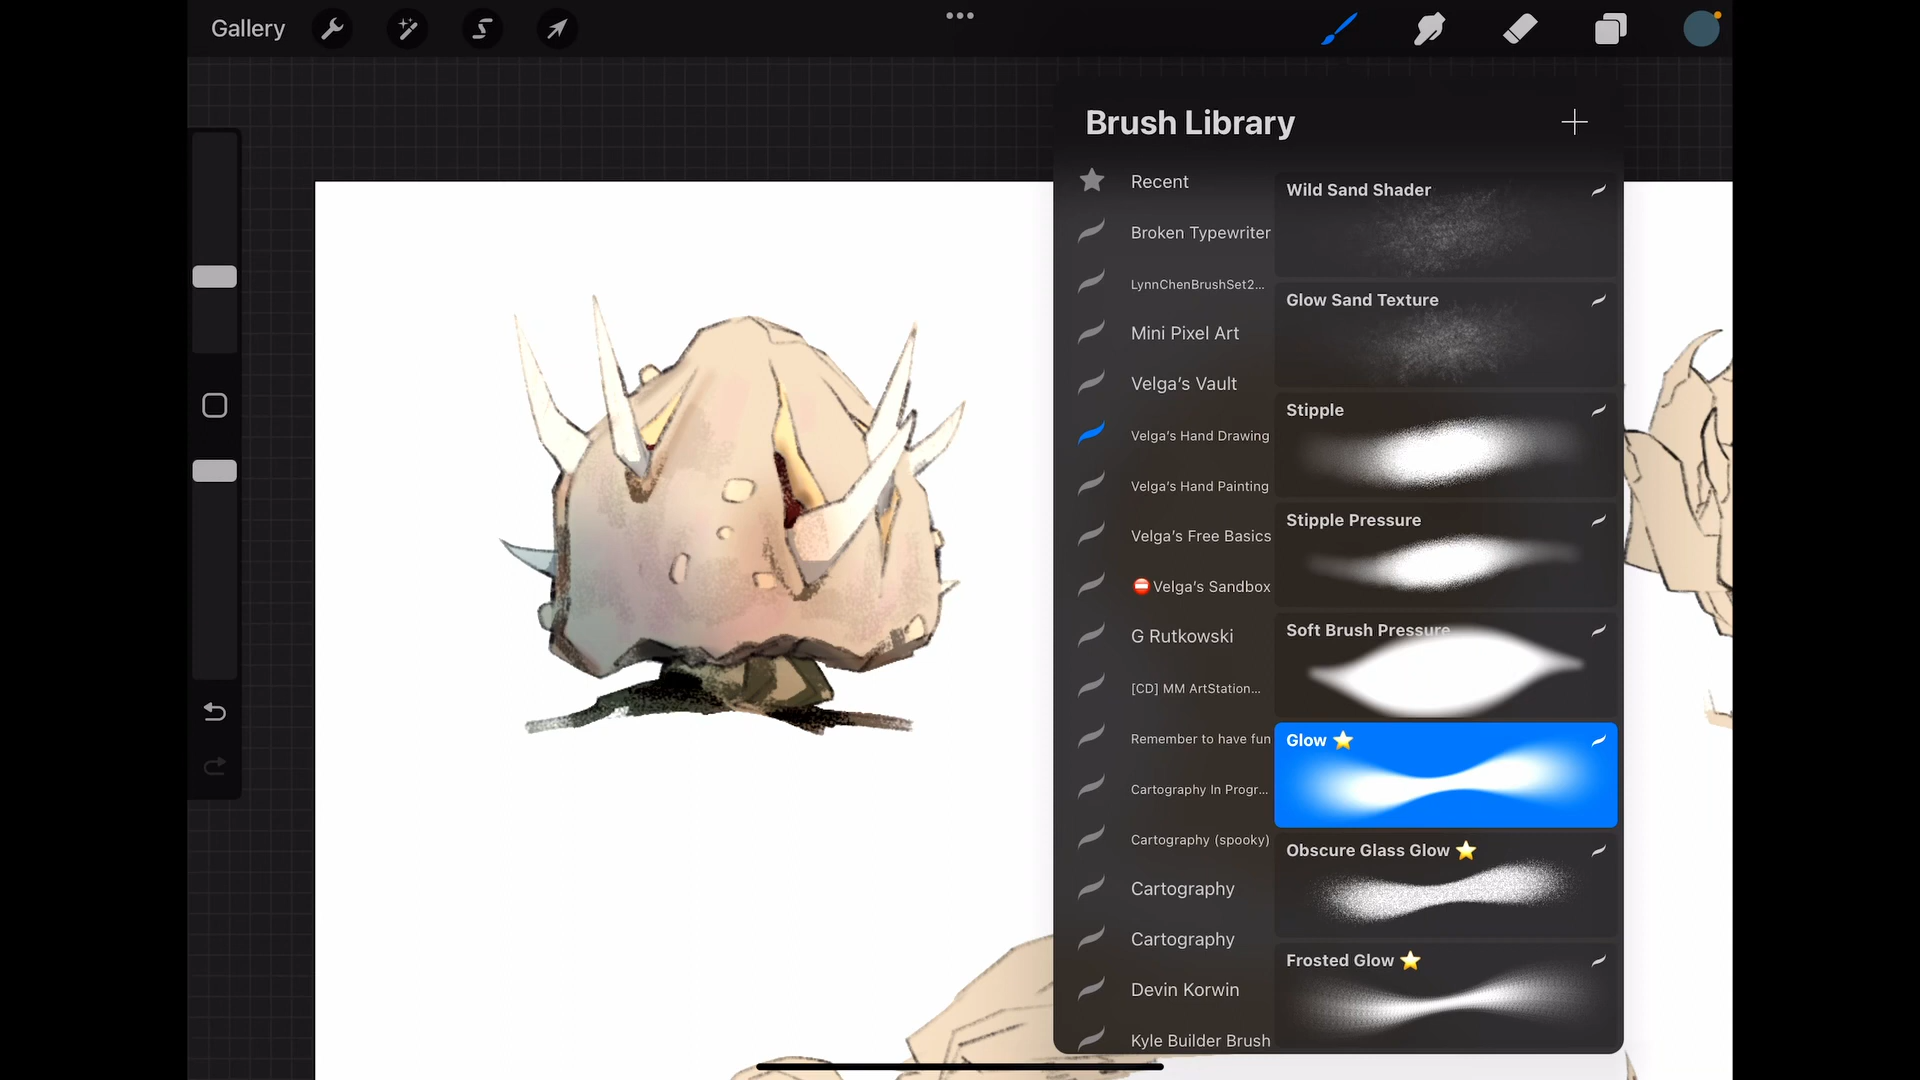 Gallery
Brush Library
Recent
Broken Typewriter
LynnChenBrushSet2...
Mini Pixel Art
Velga's Vault
Velga's Hand Drawing
Velga's Hand Painting
Velga's Free Basics
⛔ Velga's Sandbox
G Rutkowski
[CD] MM ArtStation...
Remember to have fun
Cartography In Progr...
Cartography (spooky)
Cartography
Cartography
Devin Korwin
Kyle Builder Brush
Wild Sand Shader
Glow Sand Texture
Stipple
Stipple Pressure
Soft Brush Pressure
Glow ⭐
Obscure Glass Glow ⭐
Frosted Glow ⭐